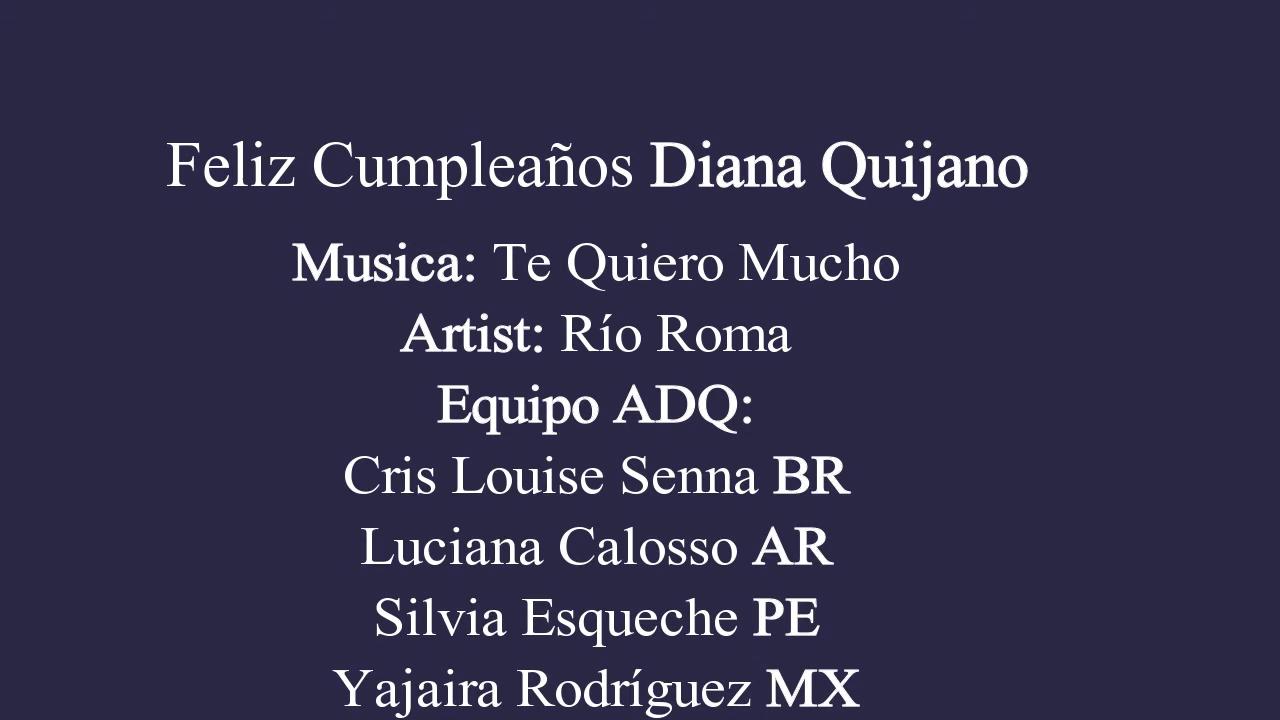 Feliz Cumpleaños Diana Quijano
Musica: Te Quiero Mucho
Artist: Río Roma
Equipo ADQ:
Cris Louise Senna BR
Luciana Calosso AR
Silvia Esqueche PE
Yajaira Rodríguez MX